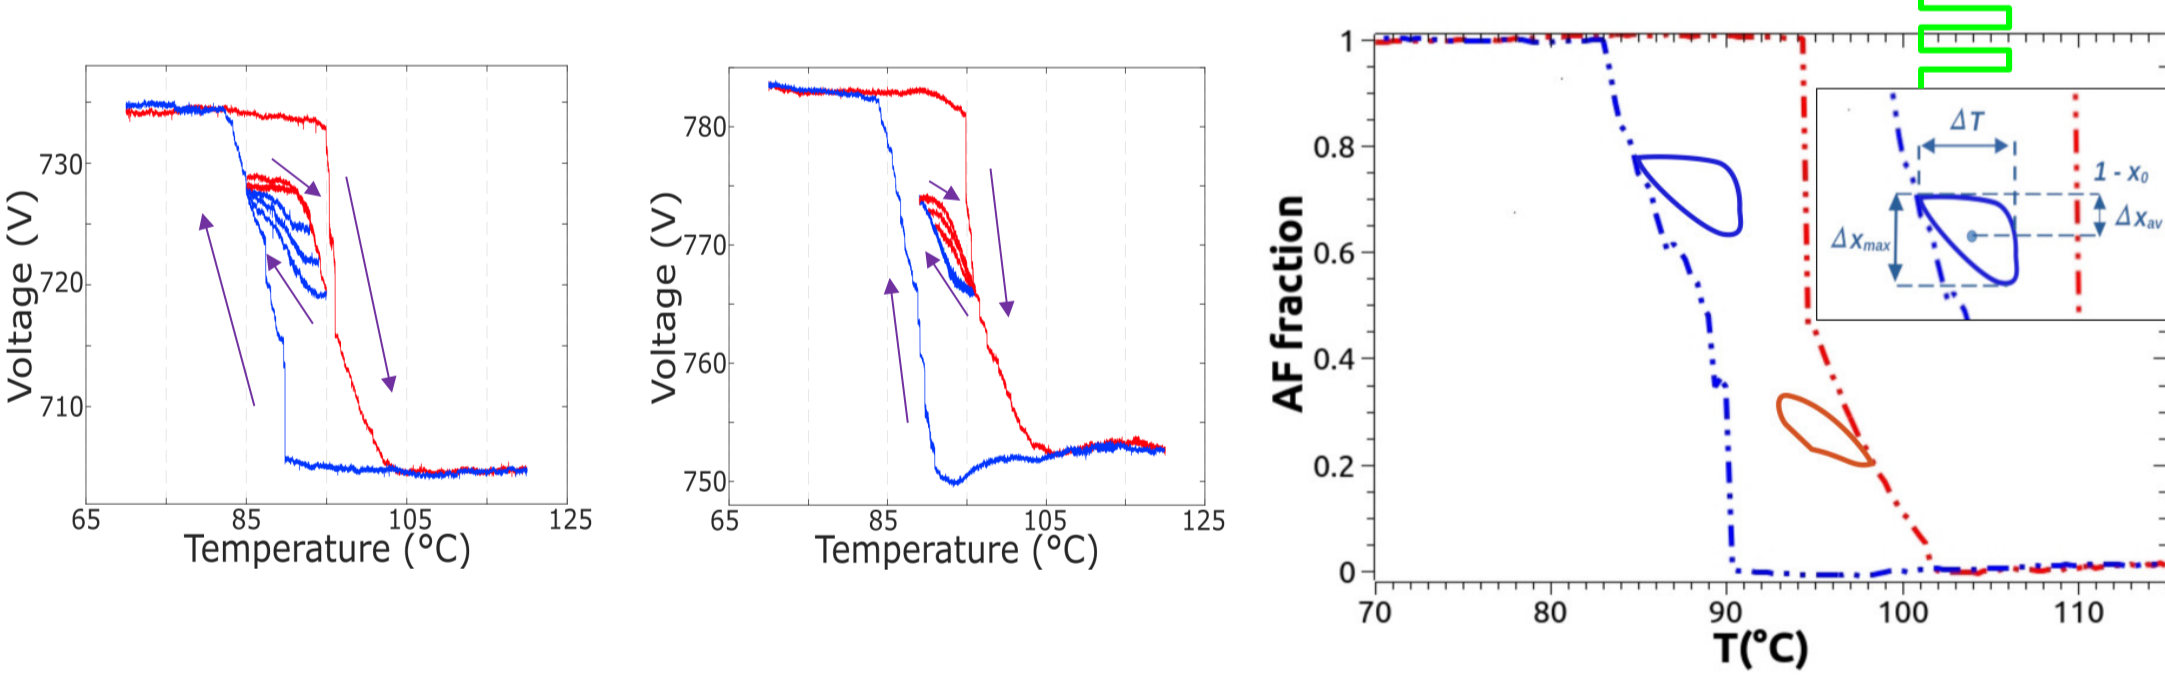 730
720
710
Voltage (V)
65
85
105
125
Temperature (°C)
780
770
760
750
Voltage (V)
65
85
105
125
Temperature (°C)
1
0.8
0.6
0.4
0.2
0
AF fraction
70
80
90
100
110
T(°C)
ΔT
1 - x₀
Δxₘₐₓ
Δx_av